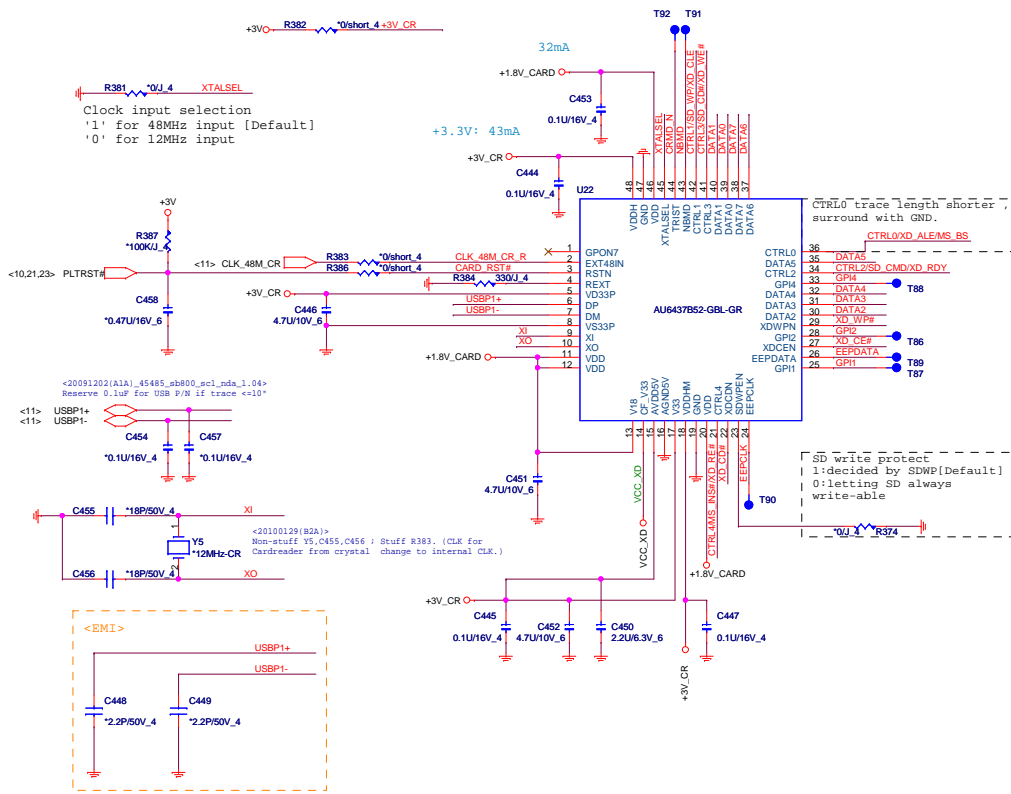 +3V
R382
*0/short_4
+3V_CR
T92
T91
32mA
+1.8V_CARD
R381
*0/J_4
XTALSEL
C453
0.1U/16V_4
Clock input selection
'1' for 48MHz input [Default]
'0' for 12MHz input
+3.3V: 43mA
+3V_CR
C444
0.1U/16V_4
XTALSEL
CRMD_N
NBMD
CTRL1/SD_WP/XD_CLE
CTRL3/SD_CD#/XD_WE#
DATA1
DATA0
DATA7
DATA6
U22
48
47
46
45
44
43
42
41
40
39
38
37
VDDH
GND
VDD
XTALSEL
TRIST
NBMD
CTRL1
CTRL3
DATA1
DATA0
DATA7
DATA6
CTRL0 trace length shorter ,
surround with GND.
CTRL0/XD_ALE/MS_BS
+3V
R387
*100K/J_4
<10,21,23> PLTRST#
C458
*0.47U/16V_6
<11> CLK_48M_CR
R383
*0/short_4
CLK_48M_CR_R
R386
*0/short_4
CARD_RST#
R384
330/J_4
+3V_CR
C446
4.7U/10V_6
USBP1+
USBP1-
XI
XO
+1.8V_CARD
1 GPON7
2 EXT48IN
3 RSTN
4 REXT
5 VD33P
6 DP
7 DM
8 VS33P
9 XI
10 XO
11 VDD
12 VDD
AU6437B52-GBL-GR
CTRL0 36
DATA5 35 DATA5
CTRL2 34 CTRL2/SD_CMD/XD_RDY
GPI4 33 GPI4 T88
DATA4 32 DATA4
DATA3 31 DATA3
DATA2 30 DATA2
XDWPN 29 XD_WP#
GPI2 28 GPI2 T86
XDCEN 27 XD_CE#
EEPDATA 26 EEPDATA T89
GPI1 25 GPI1 T87
V18
CF_V33
AVDD5V
AGND5V
V33
VDDHM
GND
VDD
CTRL4
XDCDN
SDWPEN
EEPCLK
13
14
15
16
17
18
19
20
21
22
23
24
<20091202(A1A)_45485_sb800_scl_nda_1.04>
Reserve 0.1uF for USB P/N if trace <=10"
<11> USBP1+
<11> USBP1-
C454
*0.1U/16V_4
C457
*0.1U/16V_4
C451
4.7U/10V_6
VCC_XD
VCC_XD
CTRL4/MS_INS#/XD_RE#
XD_CD#
EEPCLK
T90
+1.8V_CARD
SD write protect
1:decided by SDWP[Default]
0:letting SD always
write-able
*0/J_4
R374
C455
*18P/50V_4
XI
1
Y5
*12MHz-CR
2
C456
*18P/50V_4
XO
<20100129(B2A)>
Non-stuff Y5,C455,C456 ; Stuff R383. (CLK for
Cardreader from crystal change to internal CLK.)
+3V_CR
C445
0.1U/16V_4
C452
4.7U/10V_6
C450
2.2U/6.3V_6
C447
0.1U/16V_4
+3V_CR
<EMI>
USBP1+
USBP1-
C448
*2.2P/50V_4
C449
*2.2P/50V_4